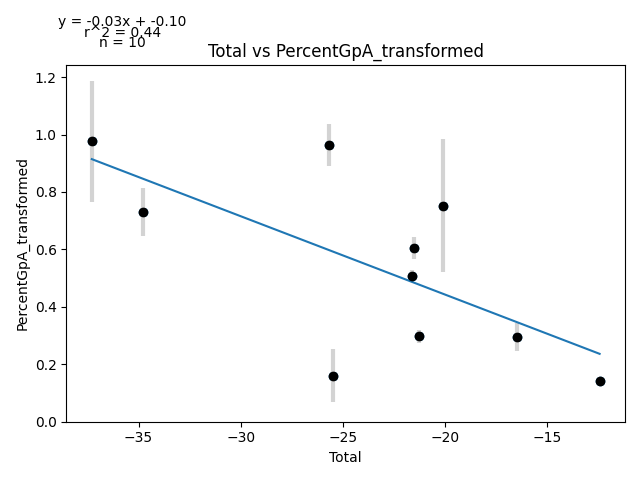 y = -0.03x + -0.10
r^2 = 0.44
n = 10
Total vs PercentGpA_transformed
1.2
1.0
0.8
0.6
0.4
0.2
0.0
PercentGpA_transformed
−35
−30
−25
−20
−15
Total